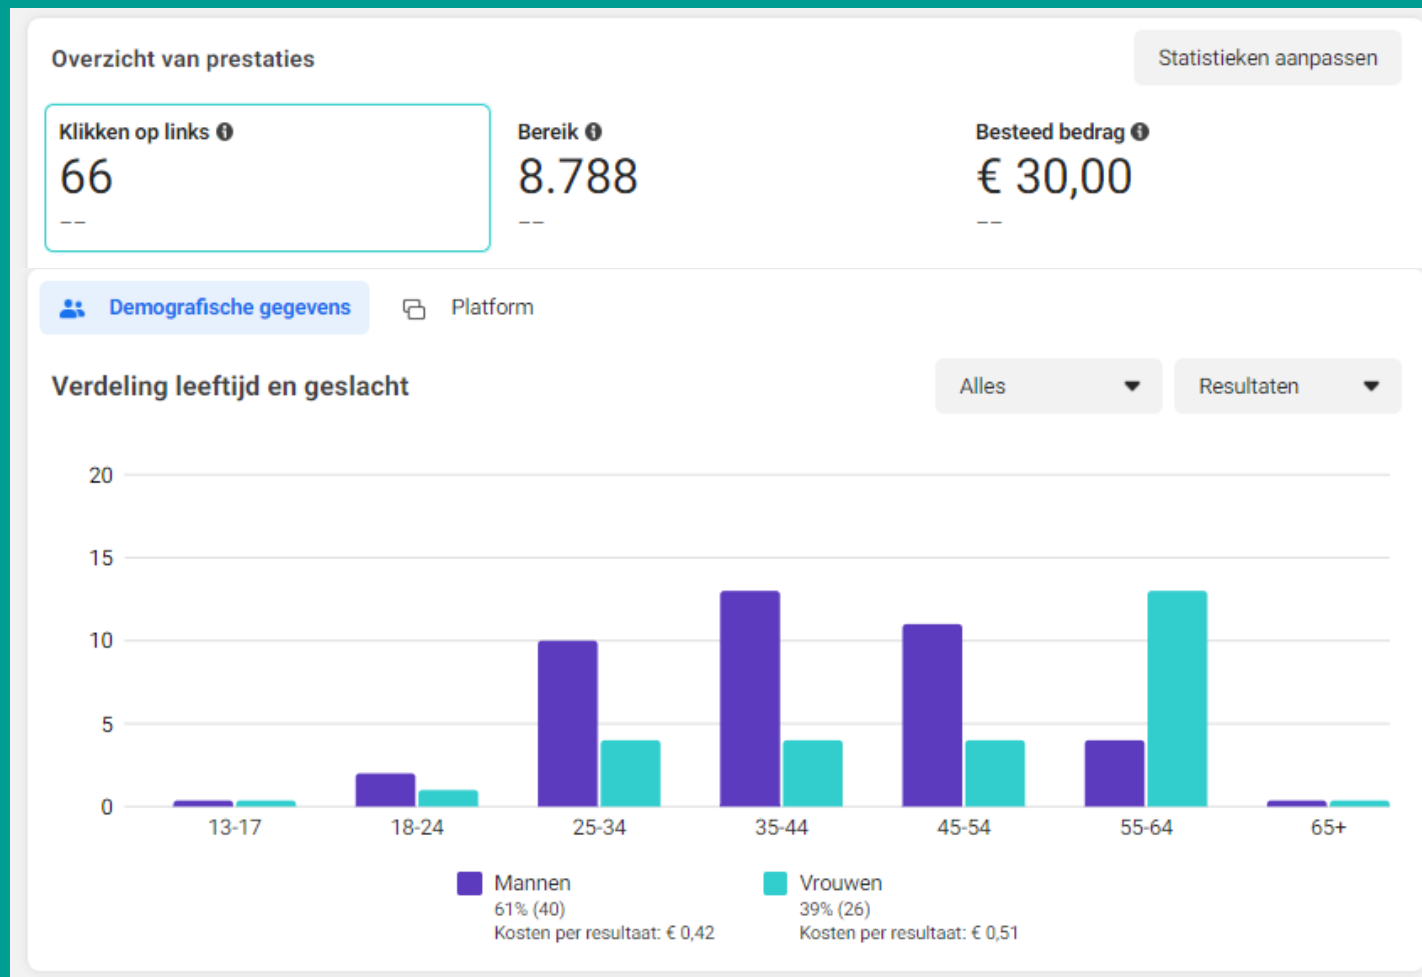 Overzicht van prestaties
Statistieken aanpassen
Klikken op links
66
--
Bereik
8.788
--
Besteed bedrag
€ 30,00
--
Demografische gegevens
Platform
Verdeling leeftijd en geslacht
Alles
Resultaten
20
15
10
5
0
13-17 18-24 25-34 35-44 45-54 55-64 65+
Mannen
61% (40)
Kosten per resultaat: € 0,42
Vrouwen
39% (26)
Kosten per resultaat: € 0,51